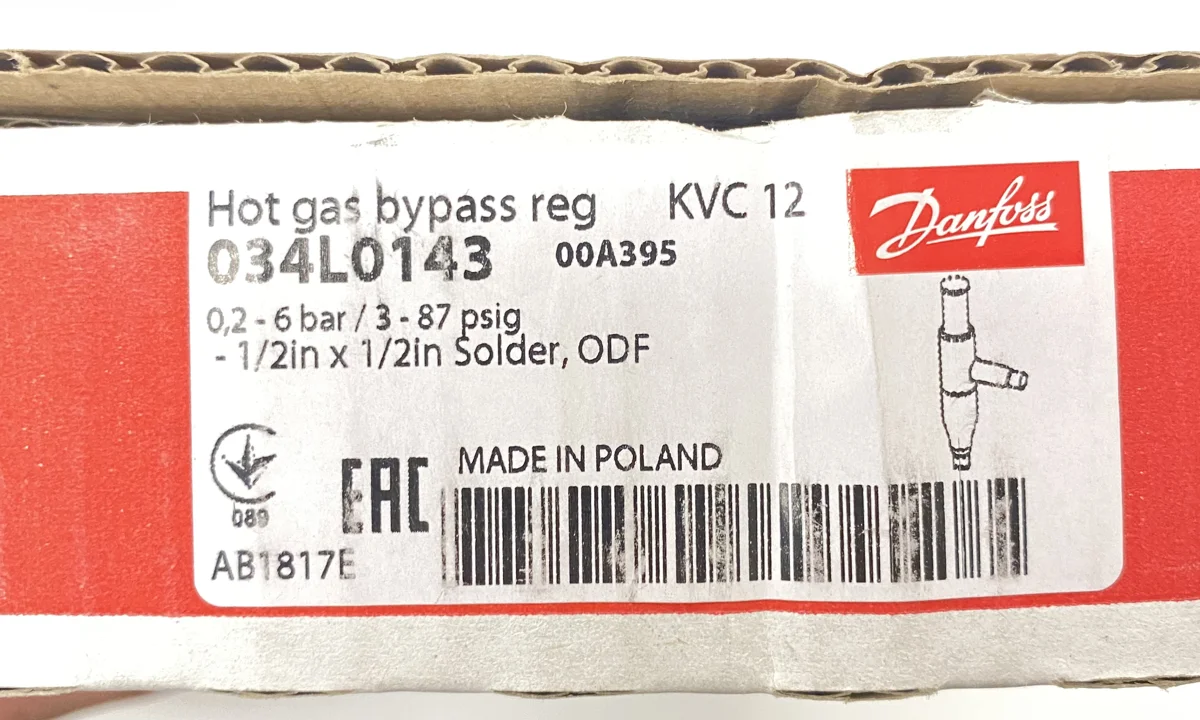 Hot gas bypass reg KVC 12
Danfoss
034L0143 00A395
0,2 - 6 bar / 3 - 87 psig
- 1/2in x 1/2in Solder, ODF
089
EAC
MADE IN POLAND
AB1817E